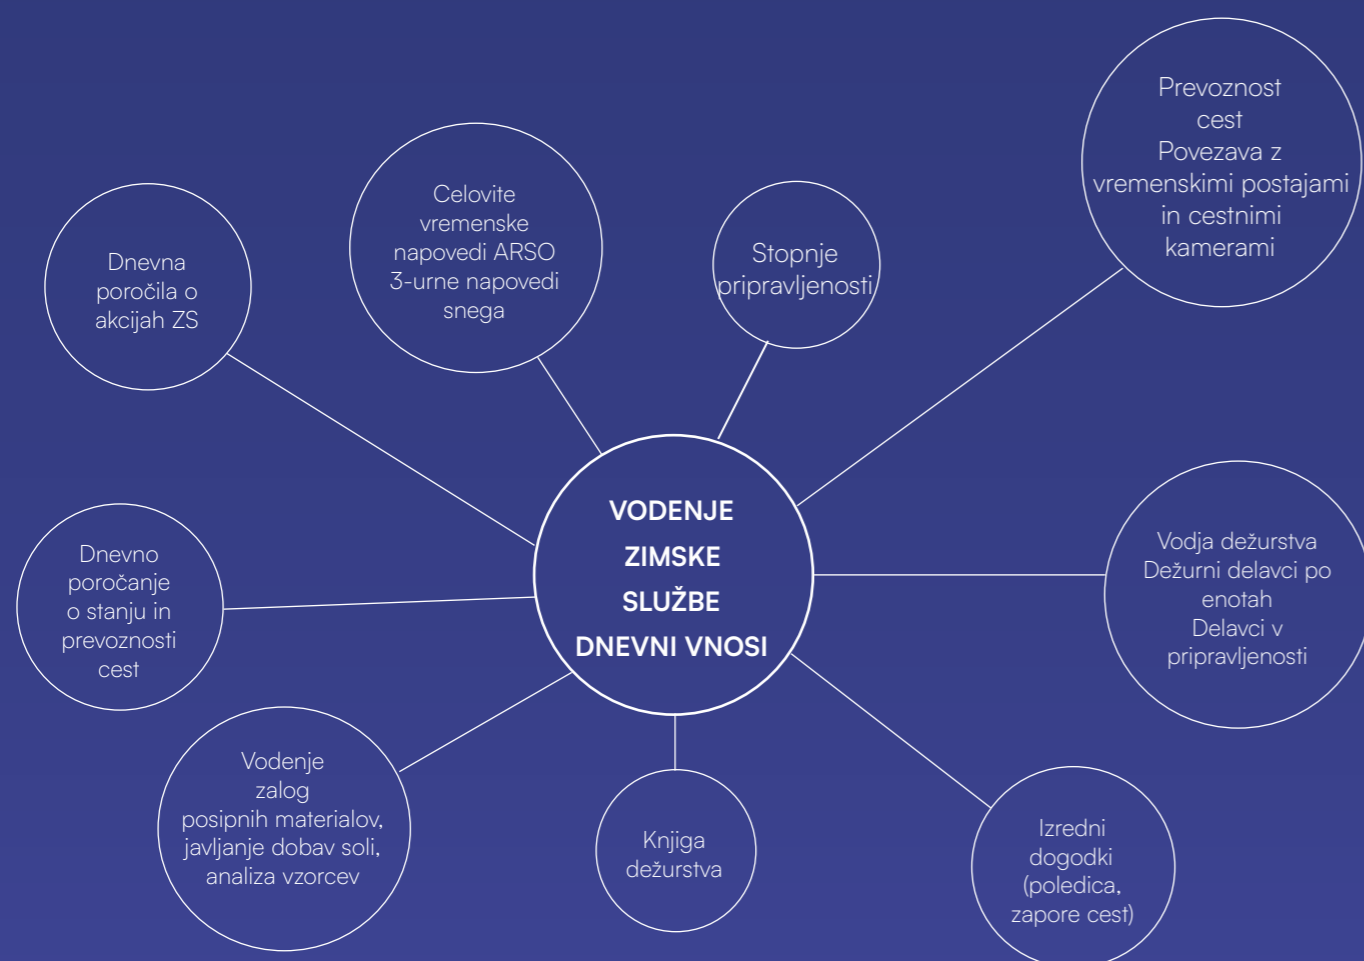 Prevoznost
cest
Povezava z
vremenskimi postajami
in cestnimi
kamerami
Celovite
vremenske
napovedi ARSO
3-urne napovedi
snega
Stopnje
pripravljenosti
Dnevna
poročila o
akcijah ZS
VODENJE
ZIMSKE
SLUŽBE
DNEVNI VNOSI
Vodja dežurstva
Dežurni delavci po
enotah
Delavci v
pripravljenosti
Dnevno
poročanje
o stanju in
prevoznosti
cest
Vodenje
zalog
posipnih materialov,
javljanje dobav soli,
analiza vzorcev
Knjiga
dežurstva
Izredni
dogodki
(poledica,
zapore cest)